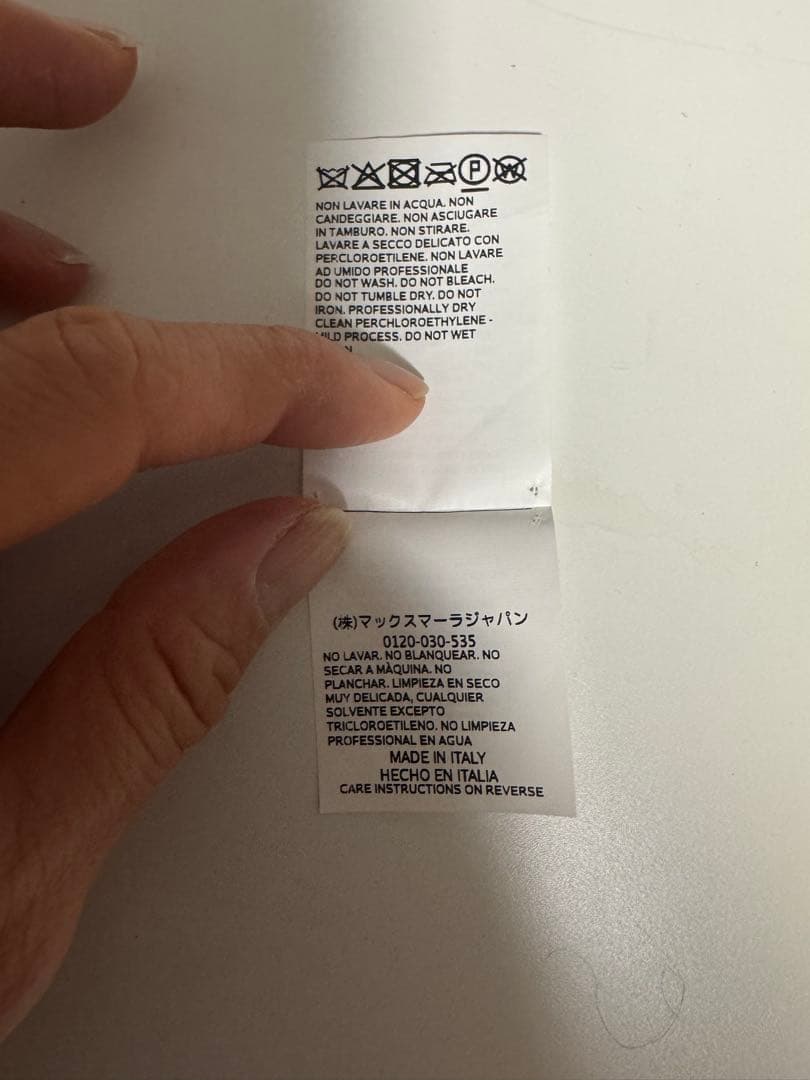 P W
NON LAVARE IN ACQUA. NON
CANDEGGIARE. NON ASCIUGARE
IN TAMBURO. NON STIRARE.
LAVARE A SECCO DELICATO CON
PERCLOROETILENE. NON LAVARE
AD UMIDO PROFESSIONALE
DO NOT WASH. DO NOT BLEACH.
DO NOT TUMBLE DRY. DO NOT
IRON. PROFESSIONALLY DRY
CLEAN PERCHLOROETHYLENE -
MILD PROCESS. DO NOT WET
(株)マックスマーラジャパン
0120-030-535
NO LAVAR. NO BLANQUEAR. NO
SECAR A MÀQUINA. NO
PLANCHAR. LIMPIEZA EN SECO
MUY DELICADA, CUALQUIER
SOLVENTE EXCEPTO
TRICLOROETILENO. NO LIMPIEZA
PROFESSIONAL EN AGUA
MADE IN ITALY
HECHO EN ITALIA
CARE INSTRUCTIONS ON REVERSE